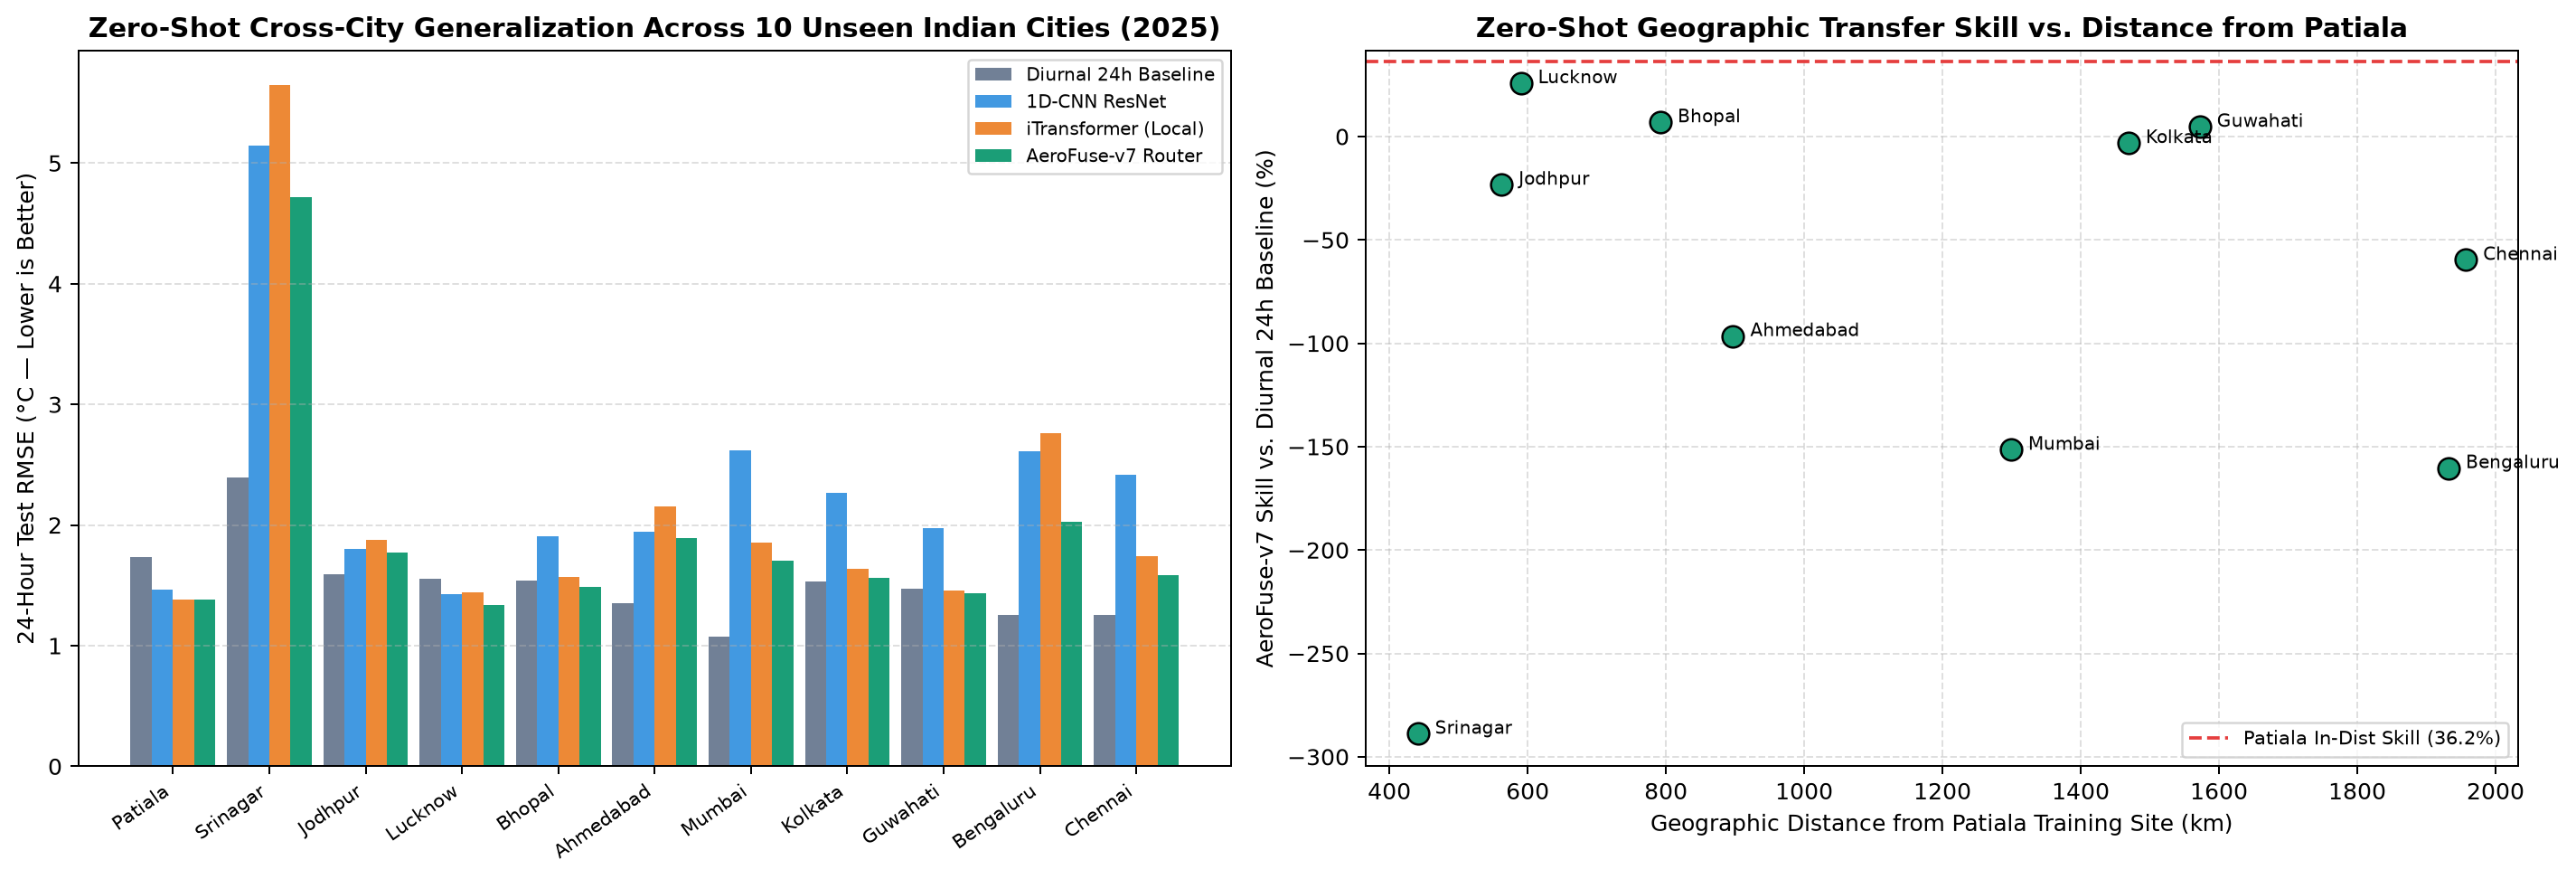 Zero-Shot Cross-City Generalization Across 10 Unseen Indian Cities (2025)
24-Hour Test RMSE (°C — Lower is Better)
5
4
3
2
1
0
Diurnal 24h Baseline
1D-CNN ResNet
iTransformer (Local)
AeroFuse-v7 Router
Patiala
Srinagar
Jodhpur
Lucknow
Bhopal
Ahmedabad
Mumbai
Kolkata
Guwahati
Bengaluru
Chennai
Zero-Shot Geographic Transfer Skill vs. Distance from Patiala
AeroFuse-v7 Skill vs. Diurnal 24h Baseline (%)
0
−50
−100
−150
−200
−250
−300
Lucknow
Bhopal
Guwahati
Kolkata
Jodhpur
Chennai
Ahmedabad
Mumbai
Bengaluru
Srinagar
Patiala In-Dist Skill (36.2%)
400
600
800
1000
1200
1400
1600
1800
2000
Geographic Distance from Patiala Training Site (km)